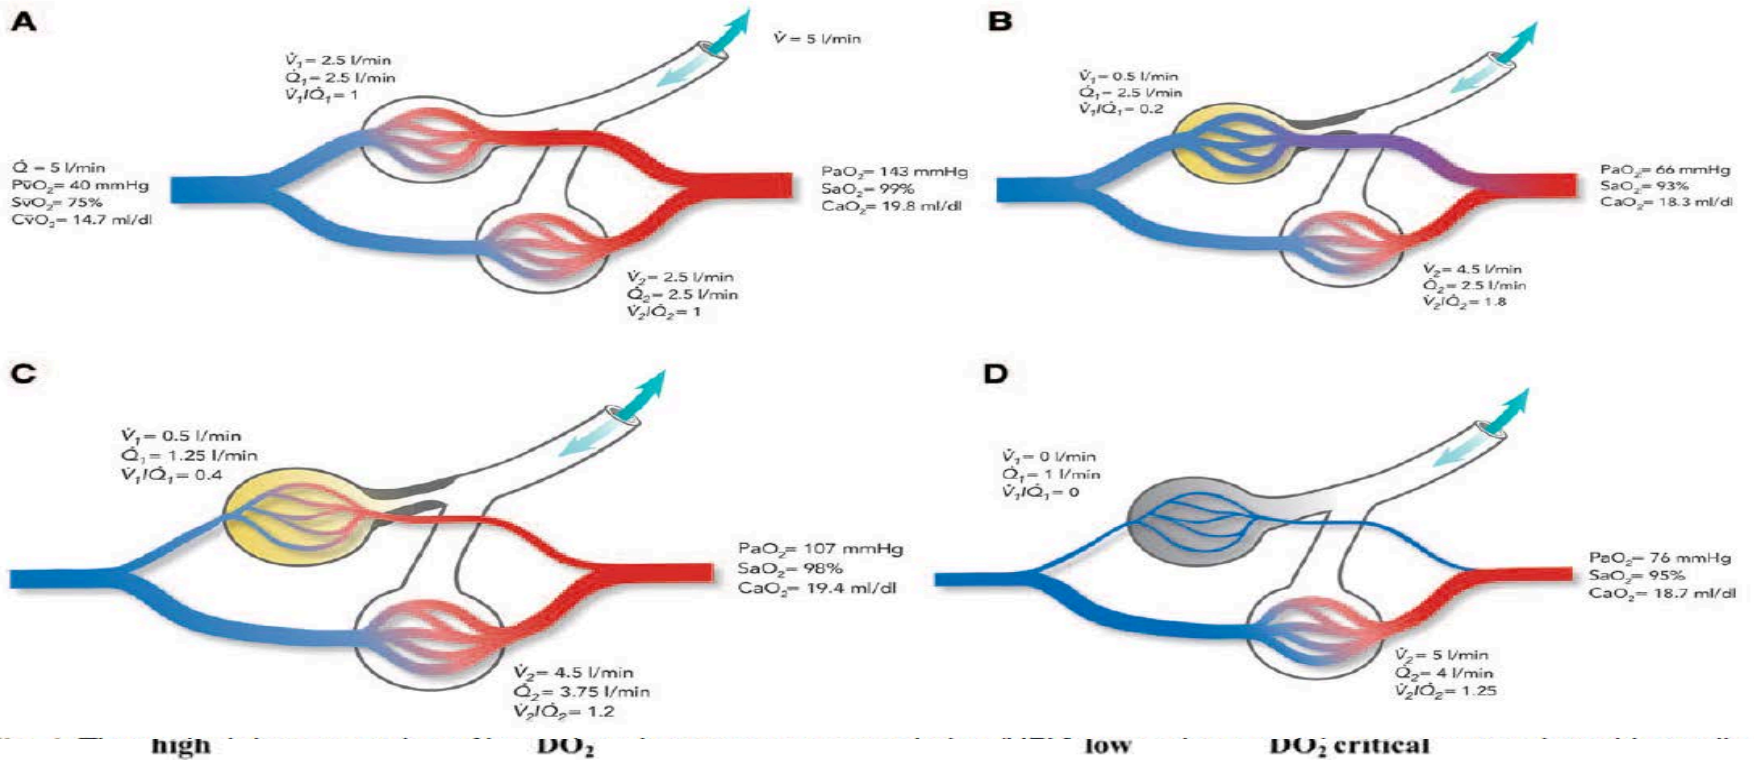 A
V̇ = 5 l/min
V̇₁ = 2.5 l/min
Q̇₁ = 2.5 l/min
V̇₁/Q̇₁ = 1
Q̇ = 5 l/min
Pv̄O₂= 40 mmHg
Sv̄O₂= 75%
Cv̄O₂= 14.7 ml/dl
PaO₂= 143 mmHg
SaO₂= 99%
CaO₂= 19.8 ml/dl
V̇₂= 2.5 l/min
Q̇₂= 2.5 l/min
V̇₂/Q̇₂= 1
B
V̇₁= 0.5 l/min
Q̇₁= 2.5 l/min
V̇₁/Q̇₁= 0.2
PaO₂= 66 mmHg
SaO₂= 93%
CaO₂= 18.3 ml/dl
V̇₂= 4.5 l/min
Q̇₂= 2.5 l/min
V̇₂/Q̇₂= 1.8
C
V̇₁= 0.5 l/min
Q̇₁= 1.25 l/min
V̇₁/Q̇₁= 0.4
PaO₂= 107 mmHg
SaO₂= 98%
CaO₂= 19.4 ml/dl
V̇₂= 4.5 l/min
Q̇₂= 3.75 l/min
V̇₂/Q̇₂= 1.2
D
V̇₁= 0 l/min
Q̇₁= 1 l/min
V̇₁/Q̇₁= 0
PaO₂= 76 mmHg
SaO₂= 95%
CaO₂= 18.7 ml/dl
V̇₂= 5 l/min
Q̇₂= 4 l/min
V̇₂/Q̇₂= 1.25
high DO₂ low DO₂ critical